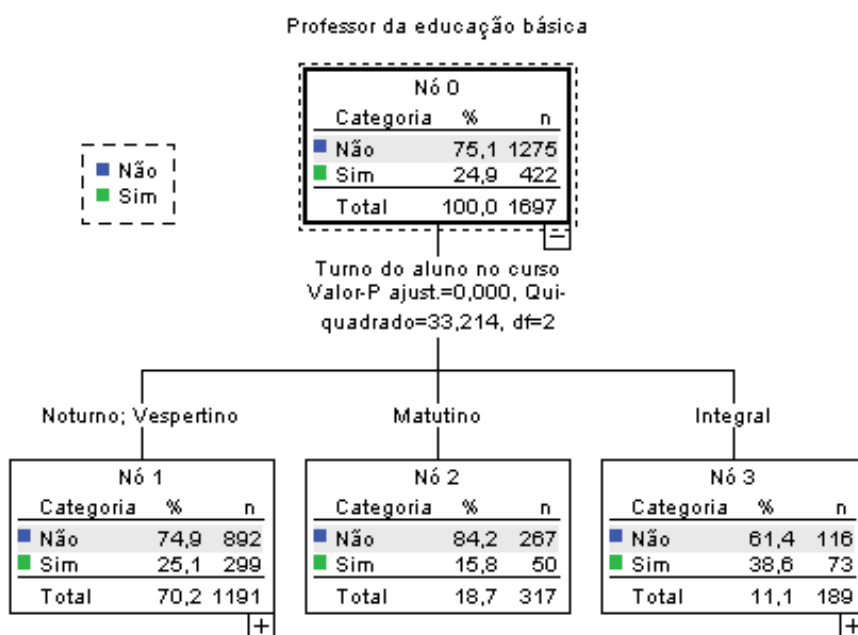 Professor da educação básica
Nó 0
Categoria % n
Não 75,1 1275
Sim 24,9 422
Total 100,0 1697
Não
Sim
Turno do aluno no curso
Valor-P ajust.=0,000, Qui-
quadrado=33,214, df=2
Noturno; Vespertino
Matutino
Integral
Nó 1
Categoria % n
Não 74,9 892
Sim 25,1 299
Total 70,2 1191
Nó 2
Categoria % n
Não 84,2 267
Sim 15,8 50
Total 18,7 317
Nó 3
Categoria % n
Não 61,4 116
Sim 38,6 73
Total 11,1 189